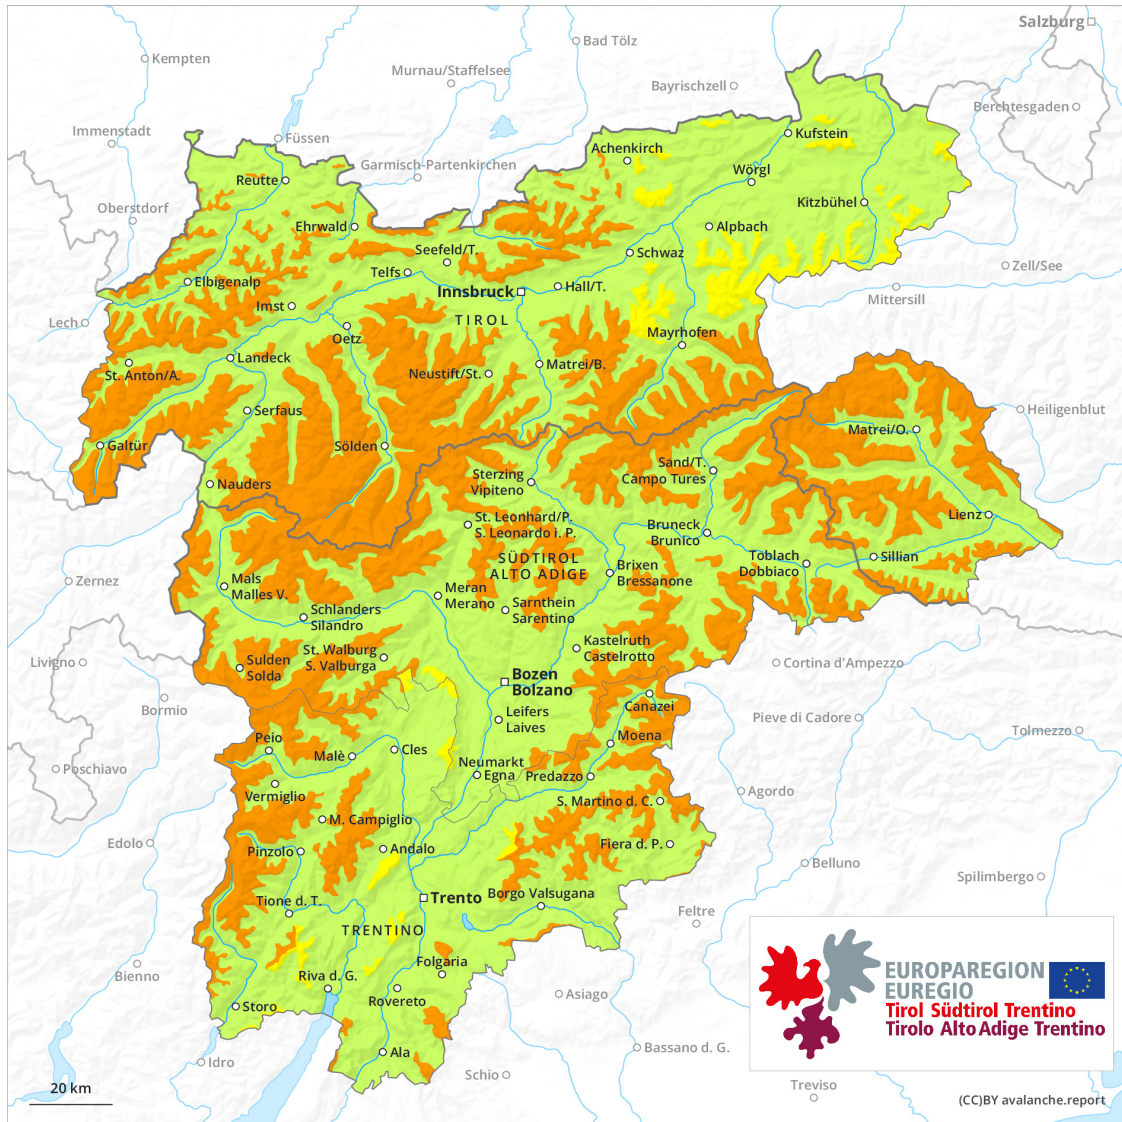 Salzburg
Bad Tölz
Kempten
Murnau/Staffelsee
Bayrischzell
Berchtesgaden
Immenstadt
Füssen
Kufstein
Achenkirch
Garmisch-Partenkirchen
Wörgl
Reutte
Kitzbühel
Oberstdorf
Ehrwald
Alpbach
Seefeld/T.
Schwaz
Zell/See
Telfs
Elbigenalp
Hall/T.
Innsbruck
Mittersill
Imst
TIROL
Lech
Oetz
Mayrhofen
Landeck
Matrei/B.
St. Anton/A.
Neustift/St.
Serfaus
Heiligenblut
Matrei/O.
Galtür
Sölden
Sand/T.
Campo Tures
Sterzing
Vipiteno
Nauders
Lienz
St. Leonhard/P.
S. Leonardo i. P.
Bruneck
Brunico
SÜDTIROL
ALTO ADIGE
Toblach
Dobbiaco
Sillian
Brixen
Bressanone
Zernez
Mals
Malles V.
Meran
Merano
Sarnthein
Sarentino
Schlanders
Silandro
Kastelruth
Castelrotto
St. Walburg
S. Valburga
Livigno
Sulden
Solda
Cortina d'Ampezzo
Bozen
Bolzano
Bormio
Canazei
Leifers
Laives
Pieve di Cadore
Tolmezzo
Peio
Moena
Cles
Malè
Neumarkt
Egna
Predazzo
Poschiavo
Agordo
Vermiglio
S. Martino d. C.
M. Campiglio
Edolo
Pinzolo
Andalo
Fiera d. P.
Belluno
Spilimbergo
Trento
Borgo Valsugana
Tione d. T.
Feltre
TRENTINO
Folgaria
Bienno
Riva d. G.
Rovereto
Asiago
Storo
EUROPAREGION
EUREGIO
Tirol Südtirol Trentino
Tirolo Alto Adige Trentino
Idro
Ala
Bassano d. G.
Schio
Treviso
20 km
(CC)BY avalanche.report